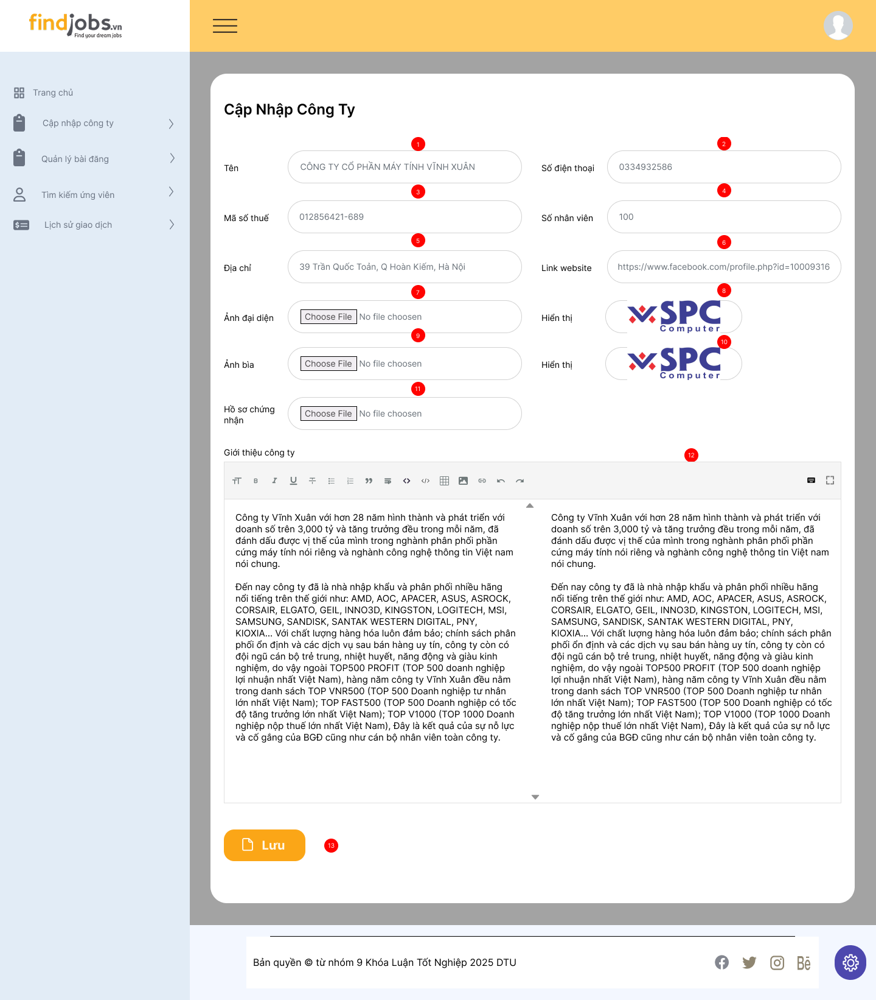 findjobs.vn
Find your dream jobs
Trang chủ
Cập nhập công ty
Quản lý bài đăng
Tìm kiếm ứng viên
Lịch sử giao dịch
Cập Nhập Công Ty
1
2
Tên
CÔNG TY CỔ PHẦN MÁY TÍNH VĨNH XUÂN
Số điện thoại
0334932586
3
4
Mã số thuế
012856421-689
Số nhân viên
100
5
6
Địa chỉ
39 Trần Quốc Toản, Q Hoàn Kiếm, Hà Nội
Link website
https://www.facebook.com/profile.php?id=10009316
7
8
Ảnh đại diện
Choose File No file choosen
Hiển thị
SPC
Computer
9
10
Ảnh bìa
Choose File No file choosen
Hiển thị
SPC
Computer
11
Hồ sơ chứng
nhận
Choose File No file choosen
Giới thiệu công ty
12
Công ty Vĩnh Xuân với hơn 28 năm hình thành và phát triển với
doanh số trên 3,000 tỷ và tăng trưởng đều trong mỗi năm, đã
đánh dấu được vị thế của mình trong nghành phân phối phần
cứng máy tính nói riêng và nghành công nghệ thông tin Việt nam
nói chung.
Đến nay công ty đã là nhà nhập khẩu và phân phối nhiều hãng
nổi tiếng trên thế giới như: AMD, AOC, APACER, ASUS, ASROCK,
CORSAIR, ELGATO, GEIL, INNO3D, KINGSTON, LOGITECH, MSI,
SAMSUNG, SANDISK, SANTAK WESTERN DIGITAL, PNY,
KIOXIA... Với chất lượng hàng hóa luôn đảm bảo; chính sách phân
phối ổn định và các dịch vụ sau bán hàng uy tín, công ty còn có
đội ngũ cán bộ trẻ trung, nhiệt huyết, năng động và giàu kinh
nghiệm, do vậy ngoài TOP500 PROFIT (TOP 500 doanh nghiệp
lợi nhuận nhất Việt Nam), hàng năm công ty Vĩnh Xuân đều nằm
trong danh sách TOP VNR500 (TOP 500 Doanh nghiệp tư nhân
lớn nhất Việt Nam); TOP FAST500 (TOP 500 Doanh nghiệp có tốc
độ tăng trưởng lớn nhất Việt Nam); TOP V1000 (TOP 1000 Doanh
nghiệp nộp thuế lớn nhất Việt Nam), Đây là kết quả của sự nỗ lực
và cố gắng của BGĐ cũng như cán bộ nhân viên toàn công ty.
Công ty Vĩnh Xuân với hơn 28 năm hình thành và phát triển với
doanh số trên 3,000 tỷ và tăng trưởng đều trong mỗi năm, đã
đánh dấu được vị thế của mình trong nghành phân phối phần
cứng máy tính nói riêng và nghành công nghệ thông tin Việt nam
nói chung.
Đến nay công ty đã là nhà nhập khẩu và phân phối nhiều hãng
nổi tiếng trên thế giới như: AMD, AOC, APACER, ASUS, ASROCK,
CORSAIR, ELGATO, GEIL, INNO3D, KINGSTON, LOGITECH, MSI,
SAMSUNG, SANDISK, SANTAK WESTERN DIGITAL, PNY,
KIOXIA... Với chất lượng hàng hóa luôn đảm bảo; chính sách phân
phối ổn định và các dịch vụ sau bán hàng uy tín, công ty còn có
đội ngũ cán bộ trẻ trung, nhiệt huyết, năng động và giàu kinh
nghiệm, do vậy ngoài TOP500 PROFIT (TOP 500 doanh nghiệp
lợi nhuận nhất Việt Nam), hàng năm công ty Vĩnh Xuân đều nằm
trong danh sách TOP VNR500 (TOP 500 Doanh nghiệp tư nhân
lớn nhất Việt Nam); TOP FAST500 (TOP 500 Doanh nghiệp có tốc
độ tăng trưởng lớn nhất Việt Nam); TOP V1000 (TOP 1000 Doanh
nghiệp nộp thuế lớn nhất Việt Nam), Đây là kết quả của sự nỗ lực
và cố gắng của BGĐ cũng như cán bộ nhân viên toàn công ty.
Lưu
13
Bản quyền © từ nhóm 9 Khóa Luận Tốt Nghiệp 2025 DTU